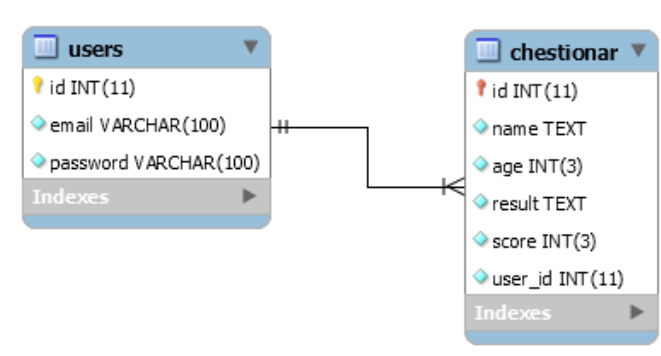 users
id INT(11)
email VARCHAR(100)
password VARCHAR(100)
Indexes
chestionar
id INT(11)
name TEXT
age INT(3)
result TEXT
score INT(3)
user_id INT(11)
Indexes